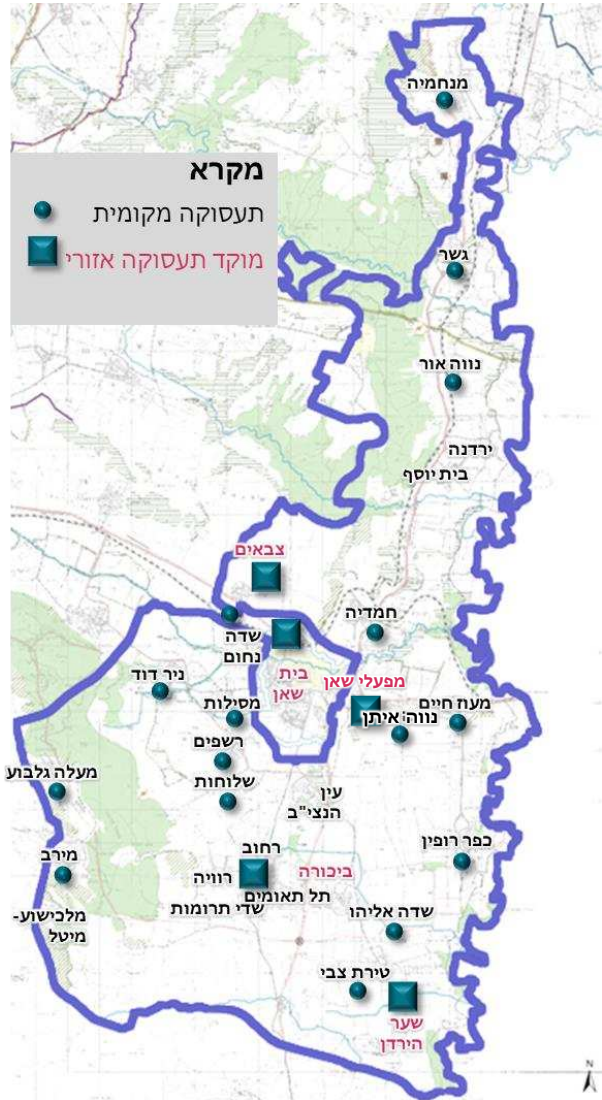 מנחמיה
מקרא
תעסוקה מקומית
מוקד תעסוקה אזורי
גשר
נווה אור
ירדנה
בית יוסף
צבאים
חמדיה
שדה
נחום
בית
שאן
מפעלי שאן
ניר דוד
מסילות
מעוז חיים
נווה איתן
רשפים
שלוחות
מעלה גלבוע
עין
הנצי"ב
רחוב
כפר רופין
מירב
רוויה
ביכורה
תל תאומים
שדי תרומות
מלכישוע-
מיטל
שדה אליהו
טירת צבי
שער
הירדן
N